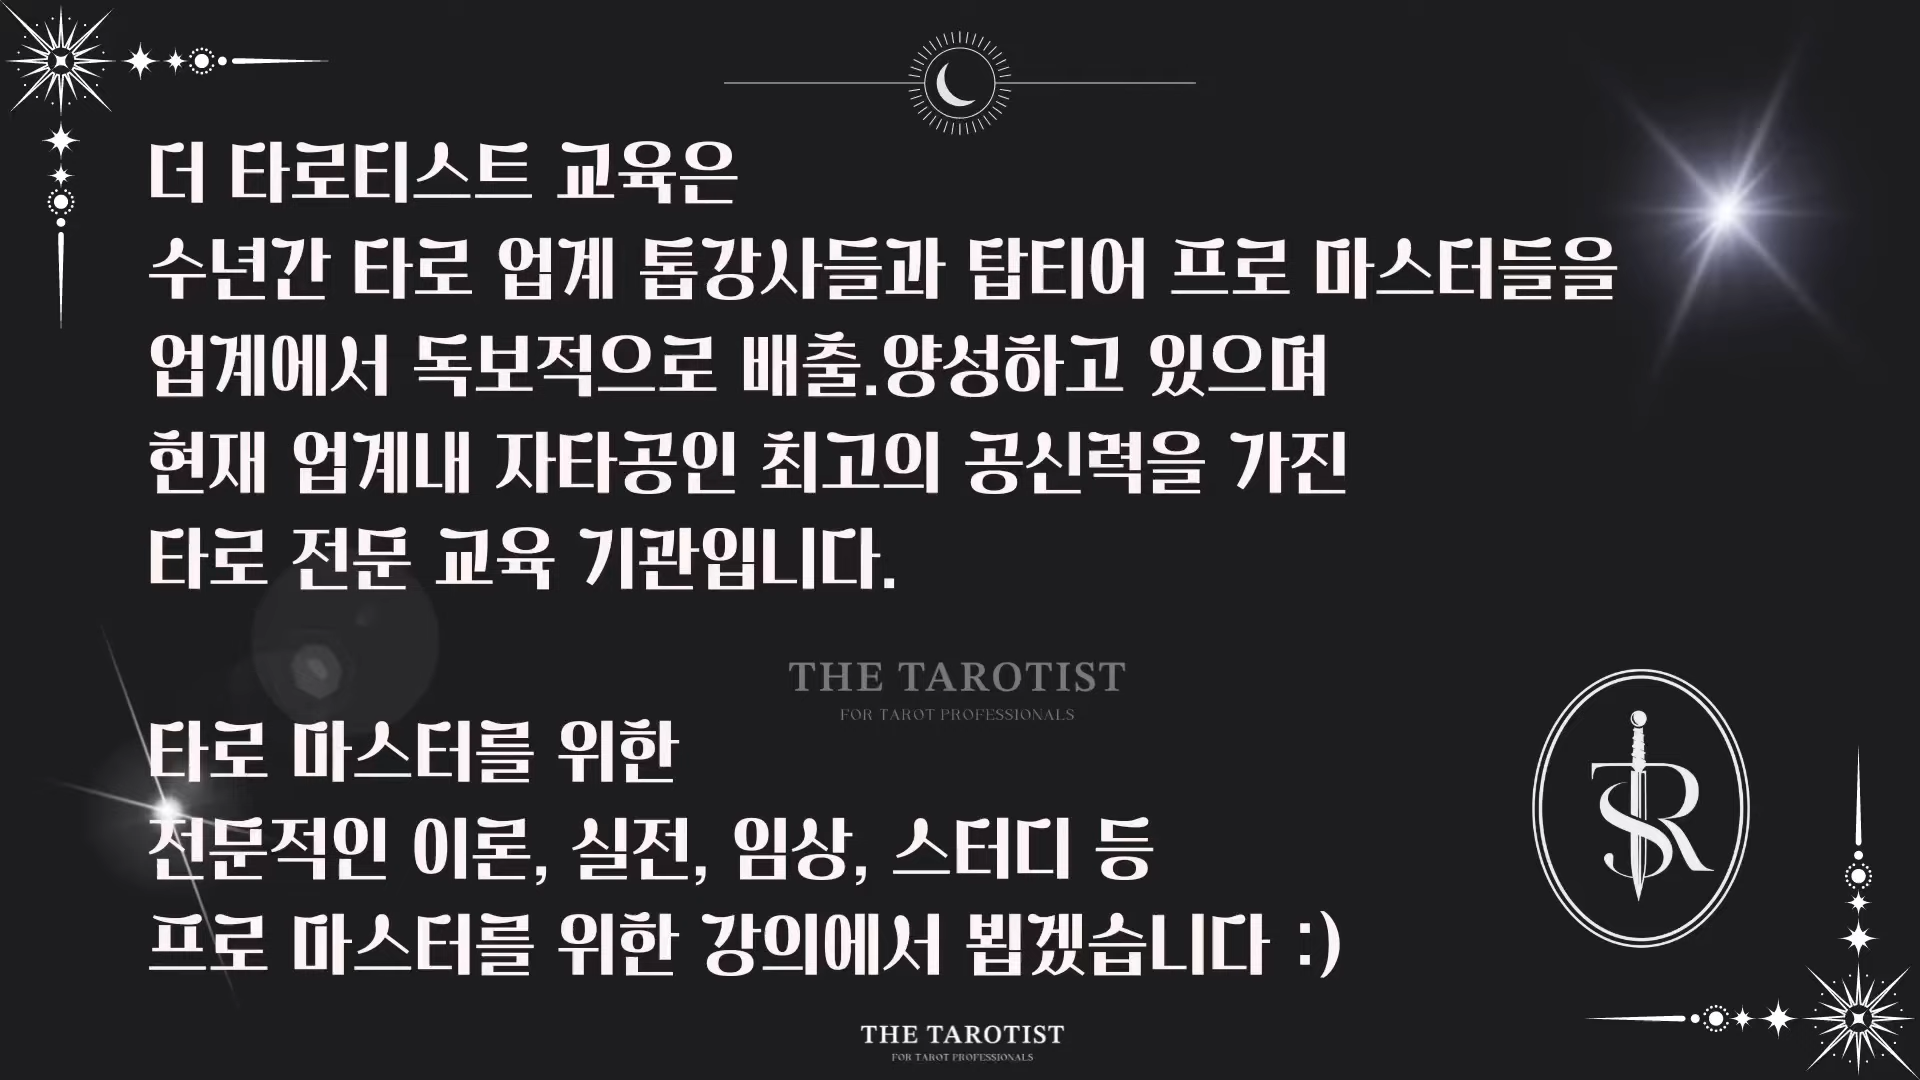 더 타로티스트 교육은
수년간 타로 업계 톱강사들과 탑티어 프로 마스터들을
업계에서 독보적으로 배출.양성하고 있으며
현재 업계내 자타공인 최고의 공신력을 가진
타로 전문 교육 기관입니다.
THE TAROTIST
FOR TAROT PROFESSIONALS
타로 마스터를 위한
전문적인 이론, 실전, 임상, 스터디 등
프로 마스터를 위한 강의에서 뵙겠습니다 :)
TSR
THE TAROTIST
FOR TAROT PROFESSIONALS